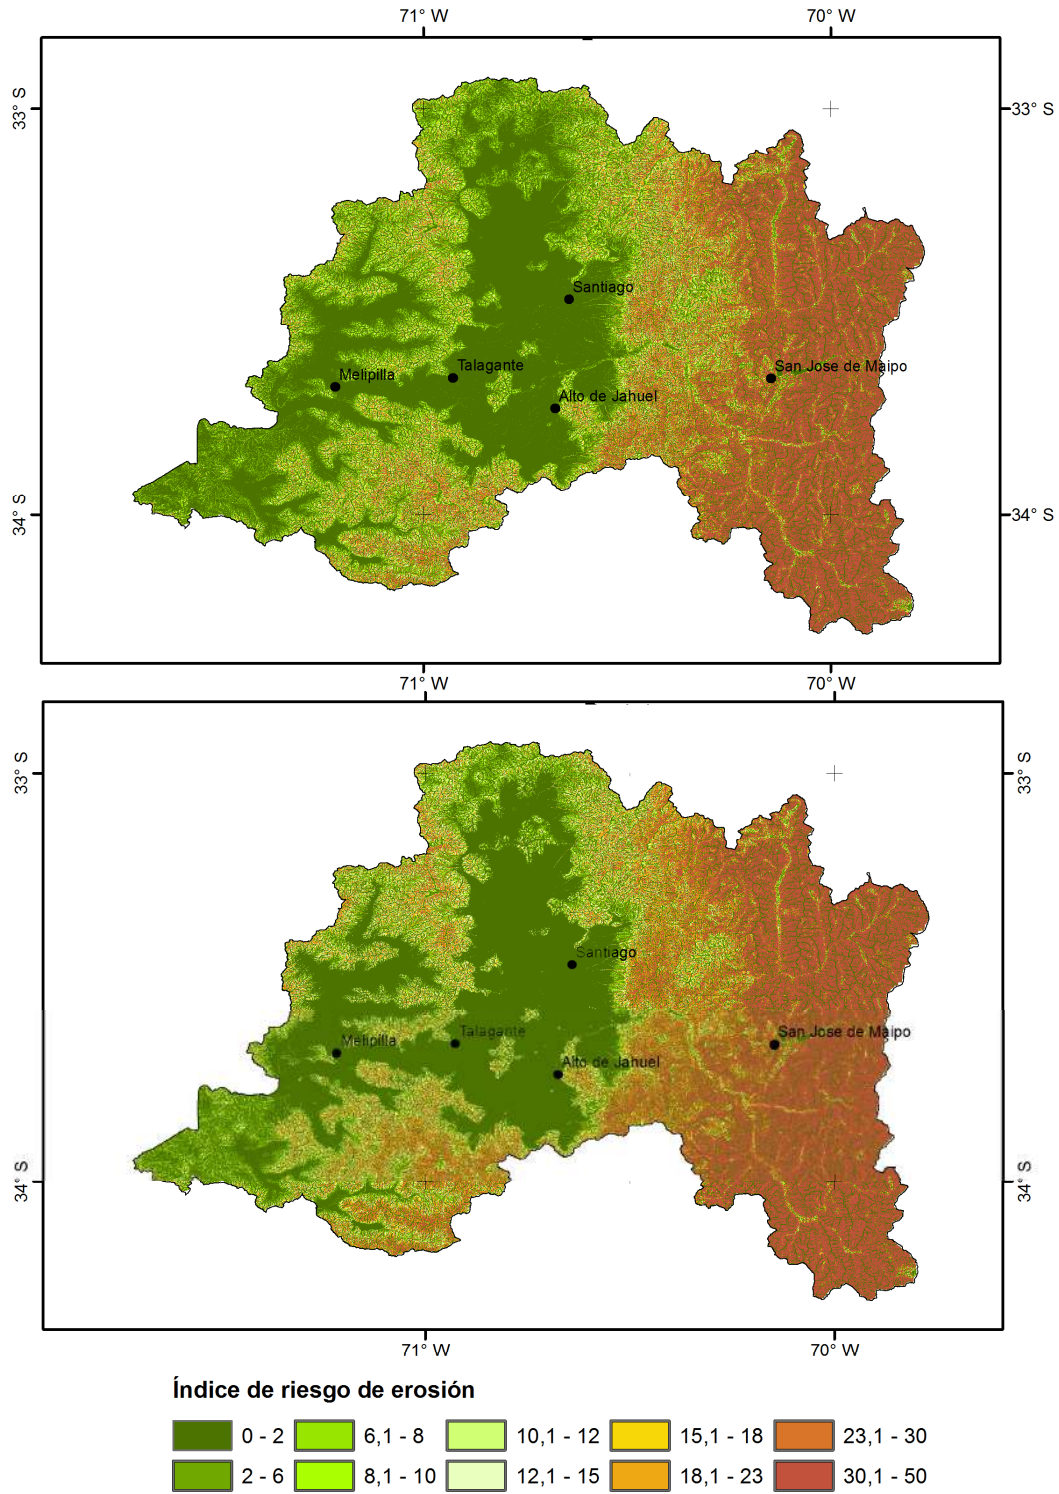 71° W
70° W
33° S
33° S
Santiago
Talagante
San Jose de Maipo
Melipilla
Alto de Jahuel
34° S
34° S
71° W
70° W
33° S
33° S
Santiago
Talagante
San Jose de Maipo
Melipilla
Alto de Jahuel
34° S
34° S
71° W
70° W
Índice de riesgo de erosión
0 - 2
6,1 - 8
10,1 - 12
15,1 - 18
23,1 - 30
2 - 6
8,1 - 10
12,1 - 15
18,1 - 23
30,1 - 50